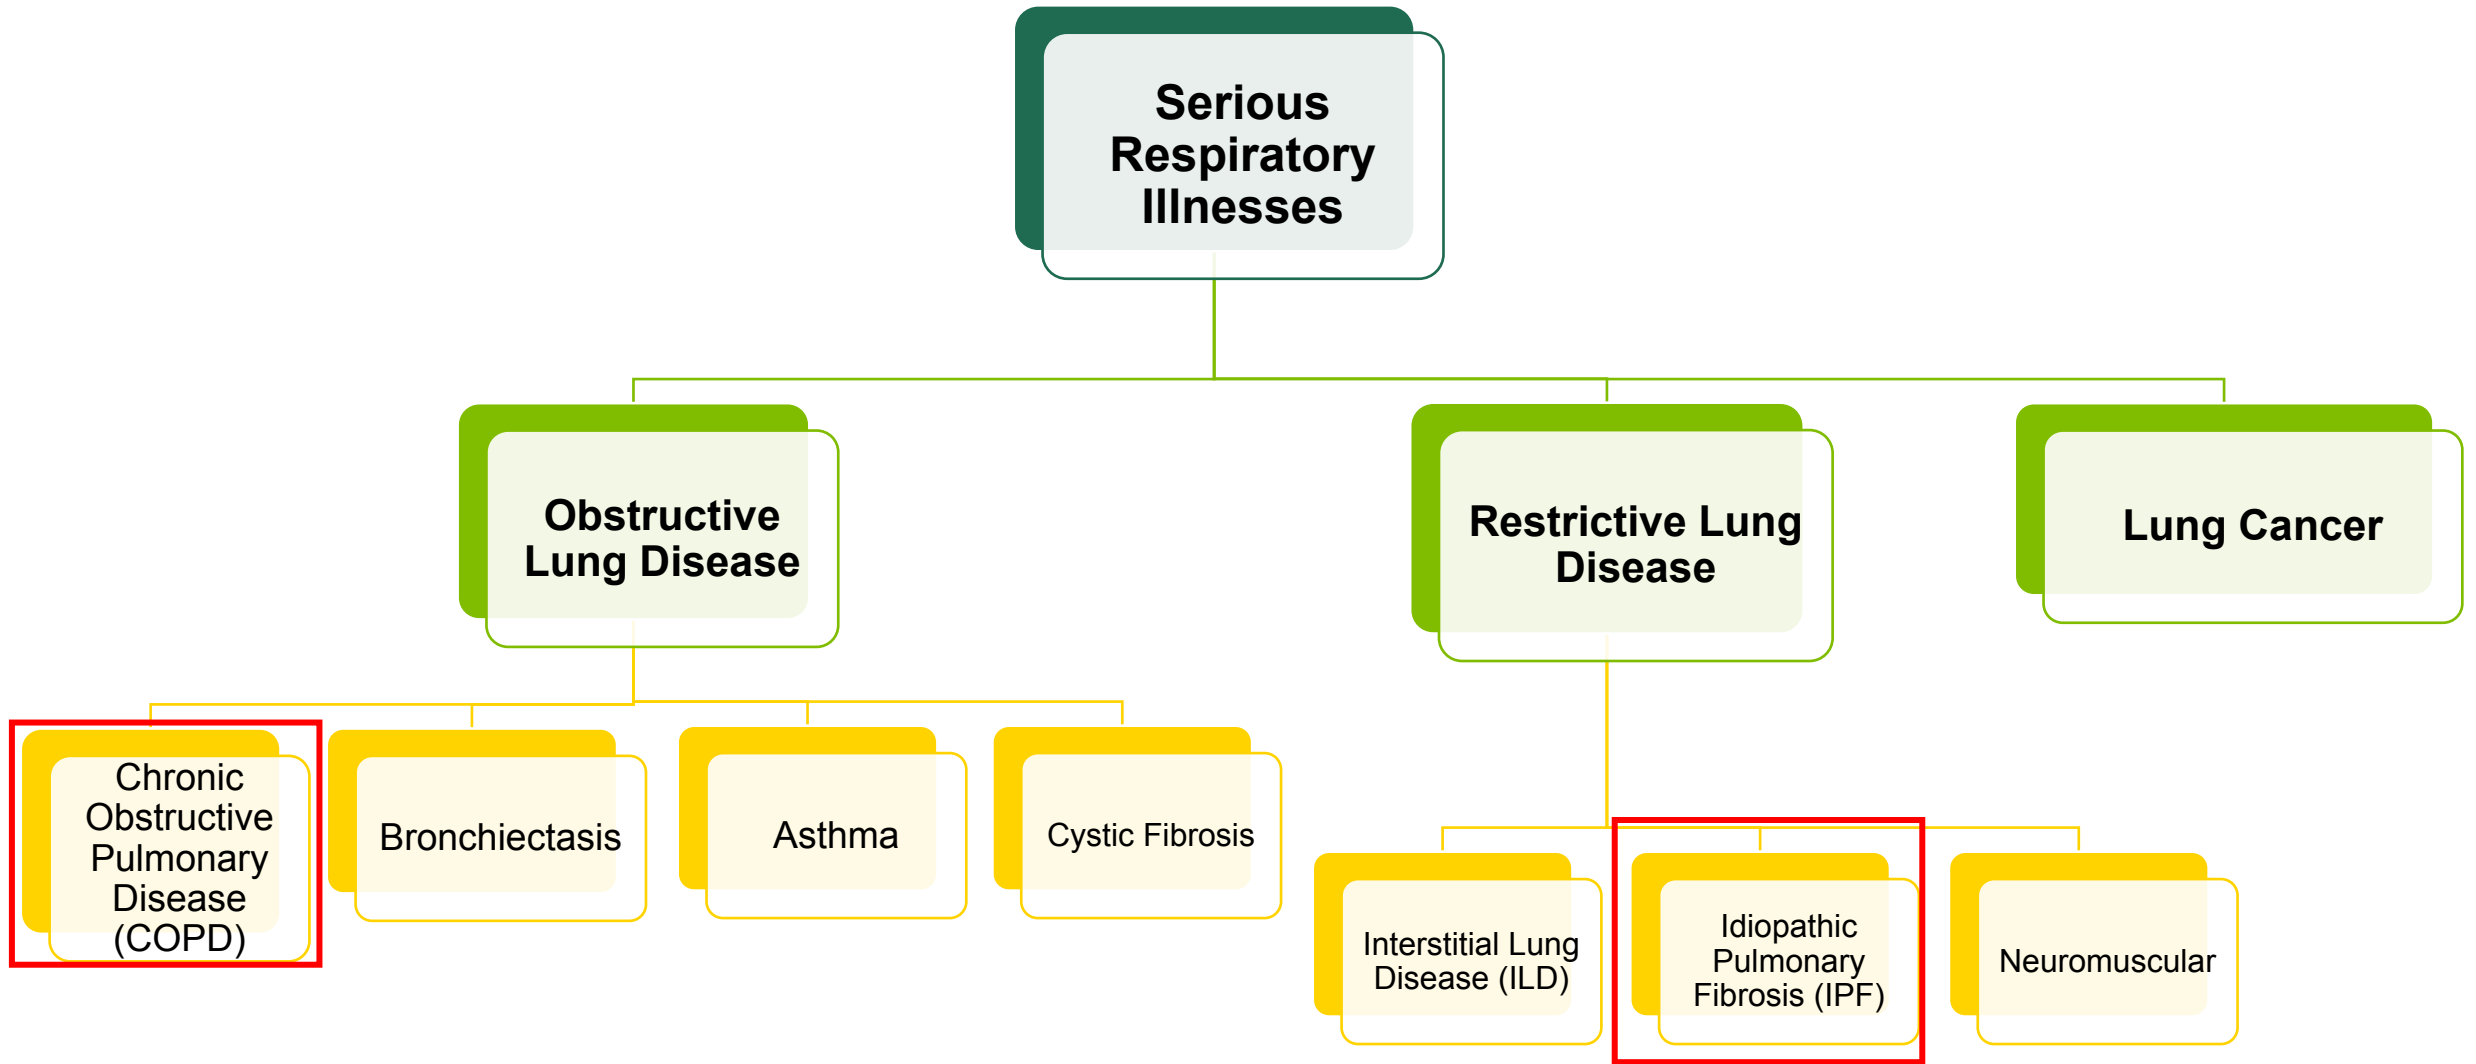 Serious
Respiratory
Illnesses
Obstructive
Lung Disease
Restrictive Lung
Disease
Lung Cancer
Chronic
Obstructive
Pulmonary
Disease
(COPD)
Bronchiectasis
Asthma
Cystic Fibrosis
Interstitial Lung
Disease (ILD)
Idiopathic
Pulmonary
Fibrosis (IPF)
Neuromuscular